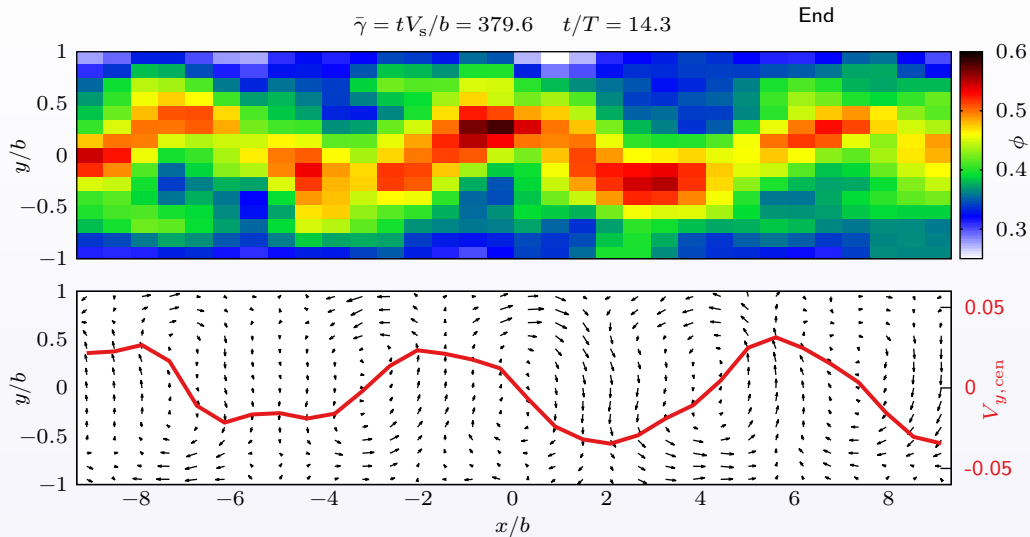 End
γ̄ = tV_s/b = 379.6 t/T = 14.3
1
0.5
0
−0.5
−1
y/b
0.6
0.5
0.4
0.3
ϕ
1
0.5
0
−0.5
−1
y/b
0.05
0
-0.05
V_{y,cen}
−8 −6 −4 −2 0 2 4 6 8
x/b